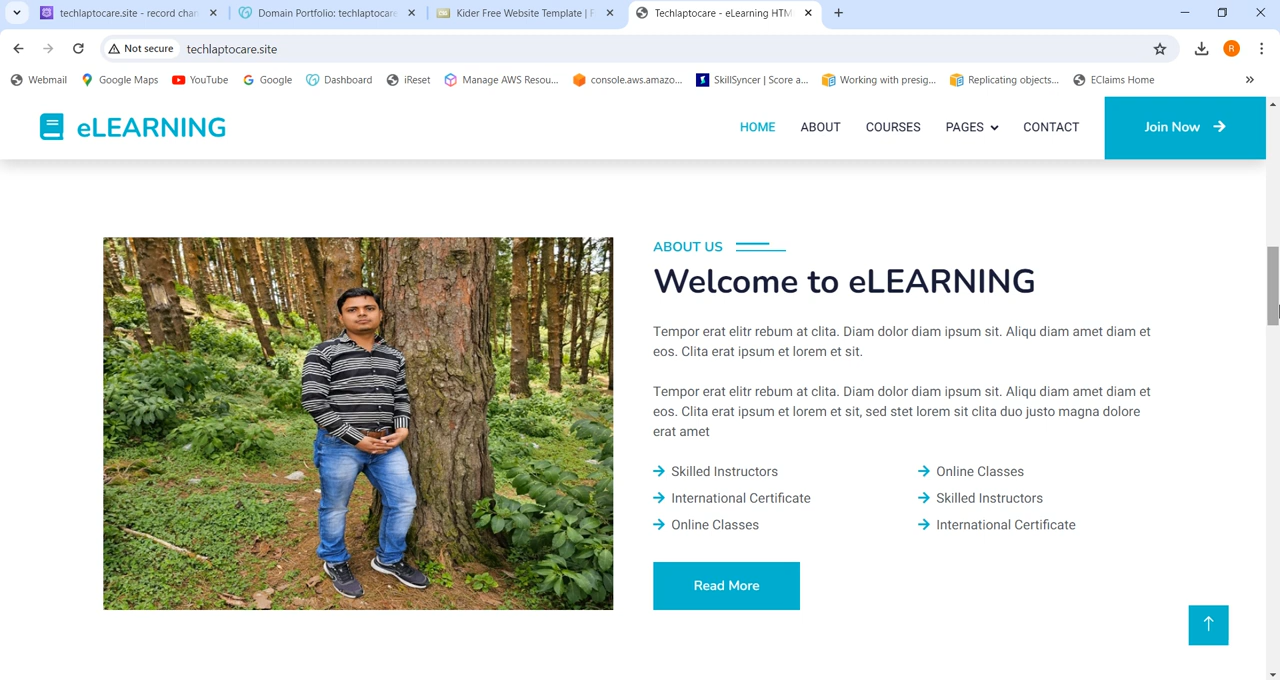 techlaptocare.site - record chan
Domain Portfolio: techlaptocare
Kider Free Website Template | F
Techlaptocare - eLearning HTM
Not secure
techlaptocare.site
R
Webmail
Google Maps
YouTube
Google
Dashboard
iReset
Manage AWS Resou...
console.aws.amazo...
SkillSyncer | Score a...
Working with presig...
Replicating objects...
EClaims Home
eLEARNING
HOME
ABOUT
COURSES
PAGES
CONTACT
Join Now
ABOUT US
Welcome to eLEARNING
Tempor erat elitr rebum at clita. Diam dolor diam ipsum sit. Aliqu diam amet diam et
eos. Clita erat ipsum et lorem et sit.
Tempor erat elitr rebum at clita. Diam dolor diam ipsum sit. Aliqu diam amet diam et
eos. Clita erat ipsum et lorem et sit, sed stet lorem sit clita duo justo magna dolore
erat amet
Skilled Instructors
Online Classes
International Certificate
Skilled Instructors
Online Classes
International Certificate
Read More